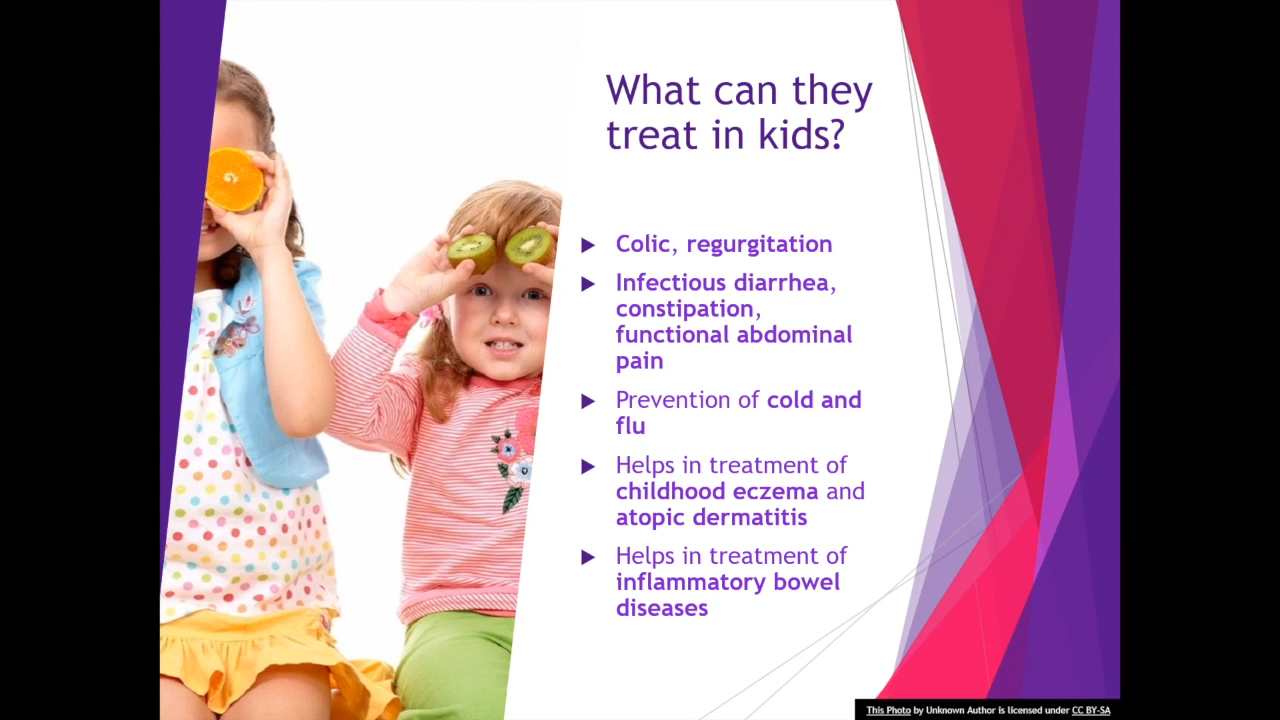 What can they
treat in kids?
Colic, regurgitation
Infectious diarrhea,
constipation,
functional abdominal
pain
Prevention of cold and
flu
Helps in treatment of
childhood eczema and
atopic dermatitis
Helps in treatment of
inflammatory bowel
diseases
This Photo by Unknown Author is licensed under CC BY-SA